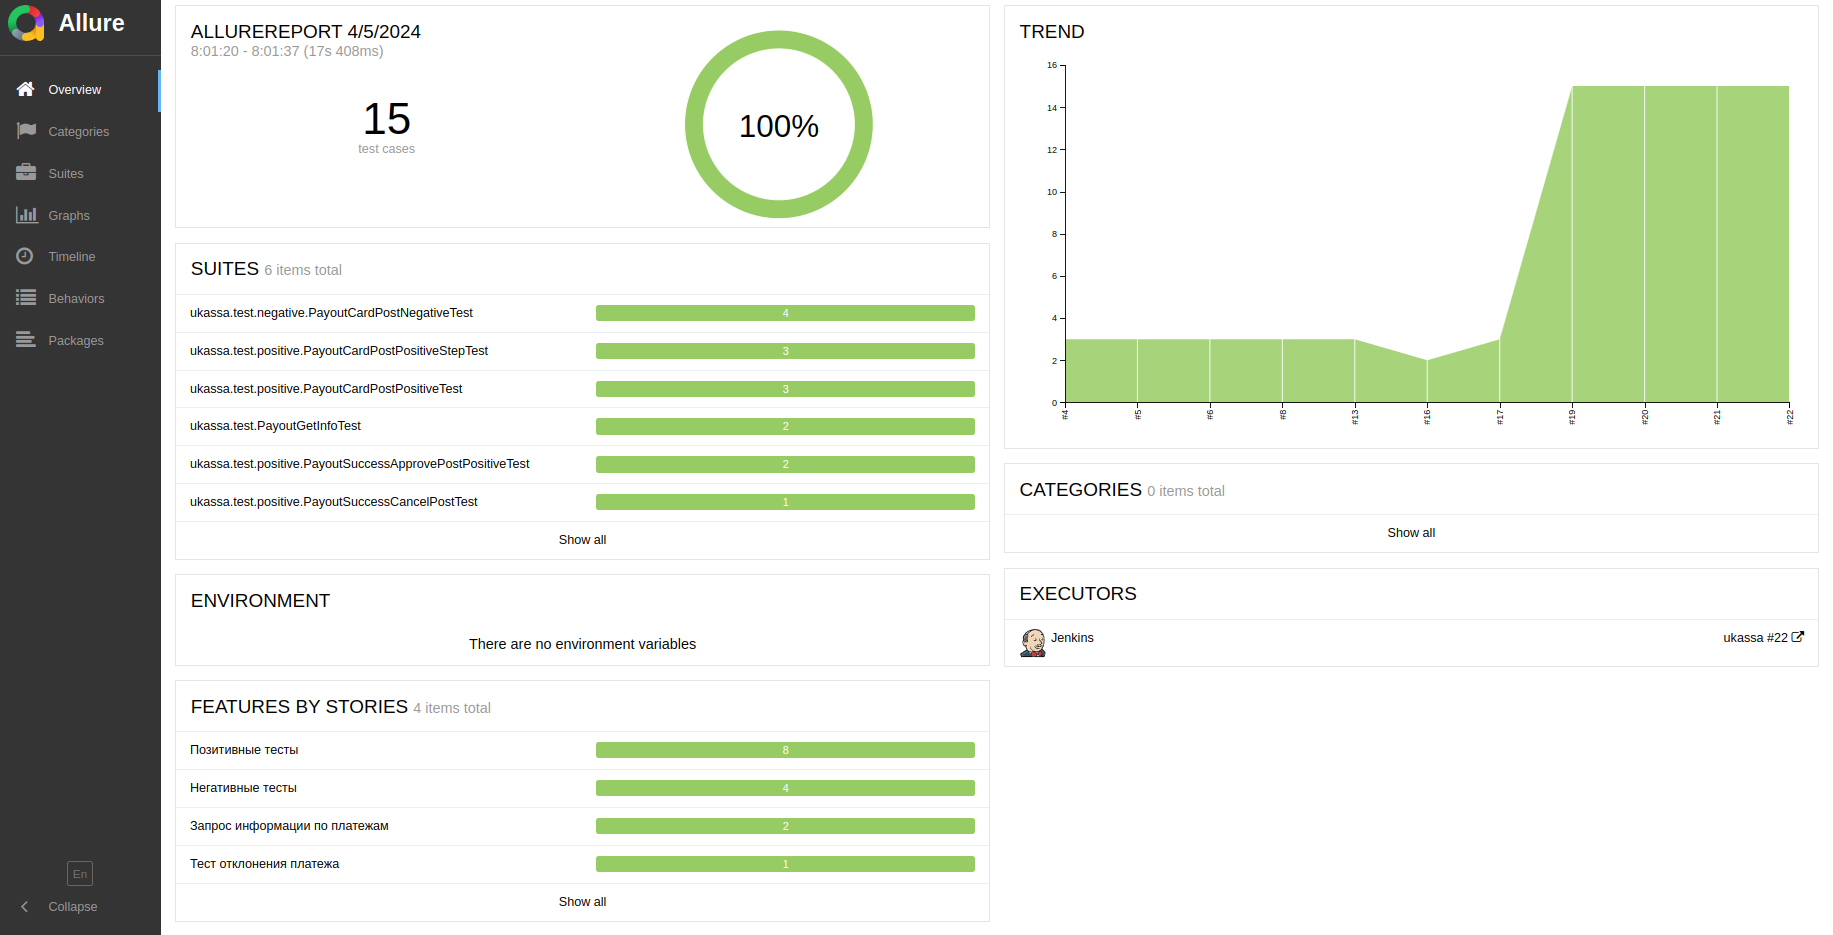 Allure
Overview
Categories
Suites
Graphs
Timeline
Behaviors
Packages
En
Collapse
ALLUREREPORT 4/5/2024
8:01:20 - 8:01:37 (17s 408ms)
15
test cases
100%
SUITES 6 items total
ukassa.test.negative.PayoutCardPostNegativeTest 4
ukassa.test.positive.PayoutCardPostPositiveStepTest 3
ukassa.test.positive.PayoutCardPostPositiveTest 3
ukassa.test.PayoutGetInfoTest 2
ukassa.test.positive.PayoutSuccessApprovePostPositiveTest 2
ukassa.test.positive.PayoutSuccessCancelPostTest 1
Show all
ENVIRONMENT
There are no environment variables
FEATURES BY STORIES 4 items total
Позитивные тесты 8
Негативные тесты 4
Запрос информации по платежам 2
Тест отклонения платежа 1
Show all
TREND
16
14
12
10
8
6
4
2
0
#4 #5 #6 #8 #13 #16 #17 #19 #20 #21 #22
CATEGORIES 0 items total
Show all
EXECUTORS
Jenkins ukassa #22